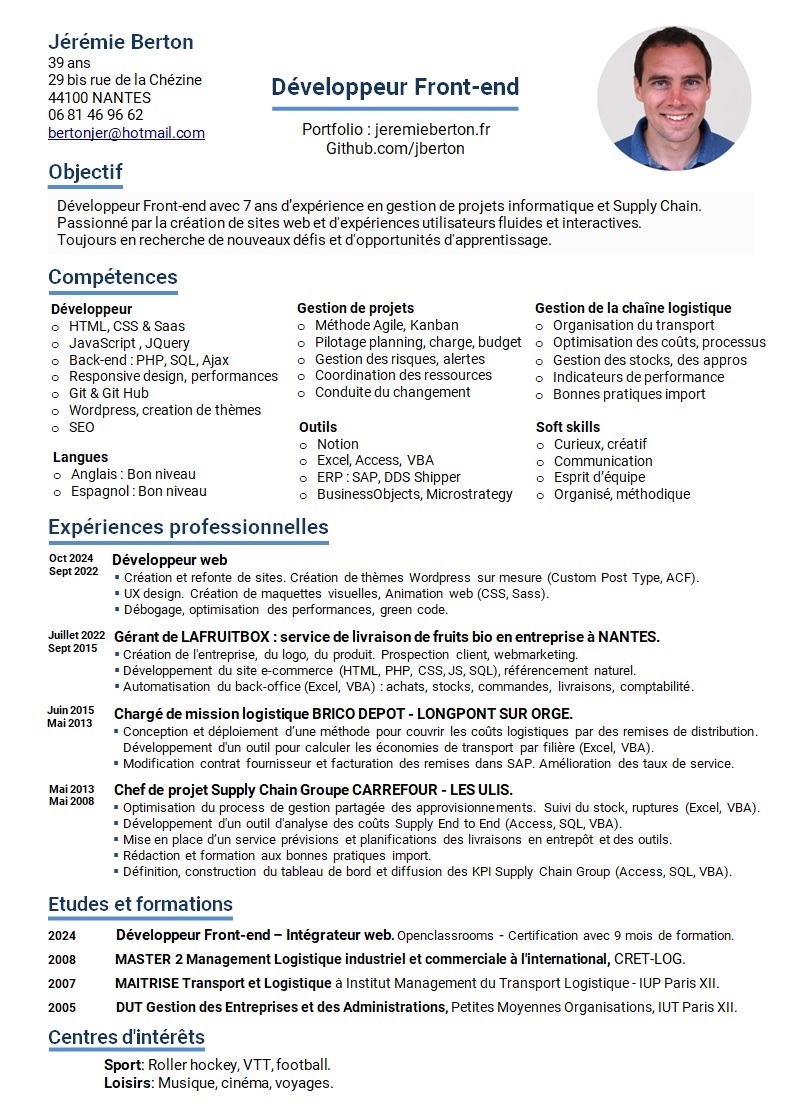 Jérémie Berton
39 ans
29 bis rue de la Chézine
44100 NANTES
06 81 46 96 62
bertonjer@hotmail.com
Développeur Front-end
Portfolio : jeremieberton.fr
Github.com/jberton
Objectif
Développeur Front-end avec 7 ans d’expérience en gestion de projets informatique et Supply Chain.
Passionné par la création de sites web et d'expériences utilisateurs fluides et interactives.
Toujours en recherche de nouveaux défis et d'opportunités d'apprentissage.
Compétences
Développeur
o HTML, CSS & Saas
o JavaScript , JQuery
o Back-end : PHP, SQL, Ajax
o Responsive design, performances
o Git & Git Hub
o Wordpress, creation de thèmes
o SEO
Langues
o Anglais : Bon niveau
o Espagnol : Bon niveau
Gestion de projets
o Méthode Agile, Kanban
o Pilotage planning, charge, budget
o Gestion des risques, alertes
o Coordination des ressources
o Conduite du changement
Outils
o Notion
o Excel, Access, VBA
o ERP : SAP, DDS Shipper
o BusinessObjects, Microstrategy
Gestion de la chaîne logistique
o Organisation du transport
o Optimisation des coûts, processus
o Gestion des stocks, des appros
o Indicateurs de performance
o Bonnes pratiques import
Soft skills
o Curieux, créatif
o Communication
o Esprit d’équipe
o Organisé, méthodique
Expériences professionnelles
Oct 2024 Développeur web
Sept 2022
▪ Création et refonte de sites. Création de thèmes Wordpress sur mesure (Custom Post Type, ACF).
▪ UX design. Création de maquettes visuelles, Animation web (CSS, Sass).
▪ Débogage, optimisation des performances, green code.
Juillet 2022 Gérant de LAFRUITBOX : service de livraison de fruits bio en entreprise à NANTES.
Sept 2015
▪ Création de l'entreprise, du logo, du produit. Prospection client, webmarketing.
▪ Développement du site e-commerce (HTML, PHP, CSS, JS, SQL), référencement naturel.
▪ Automatisation du back-office (Excel, VBA) : achats, stocks, commandes, livraisons, comptabilité.
Juin 2015 Chargé de mission logistique BRICO DEPOT - LONGPONT SUR ORGE.
Mai 2013
▪ Conception et déploiement d’une méthode pour couvrir les coûts logistiques par des remises de distribution.
Développement d'un outil pour calculer les économies de transport par filière (Excel, VBA).
▪ Modification contrat fournisseur et facturation des remises dans SAP. Amélioration des taux de service.
Mai 2013 Chef de projet Supply Chain Groupe CARREFOUR - LES ULIS.
Mai 2008
▪ Optimisation du process de gestion partagée des approvisionnements. Suivi du stock, ruptures (Excel, VBA).
▪ Développement d'un outil d'analyse des coûts Supply End to End (Access, SQL, VBA).
▪ Mise en place d’un service prévisions et planifications des livraisons en entrepôt et des outils.
▪ Rédaction et formation aux bonnes pratiques import.
▪ Définition, construction du tableau de bord et diffusion des KPI Supply Chain Group (Access, SQL, VBA).
Etudes et formations
2024 Développeur Front-end – Intégrateur web. Openclassrooms - Certification avec 9 mois de formation.
2008 MASTER 2 Management Logistique industriel et commerciale à l'international, CRET-LOG.
2007 MAITRISE Transport et Logistique à Institut Management du Transport Logistique - IUP Paris XII.
2005 DUT Gestion des Entreprises et des Administrations, Petites Moyennes Organisations, IUT Paris XII.
Centres d'intérêts
Sport: Roller hockey, VTT, football.
Loisirs: Musique, cinéma, voyages.